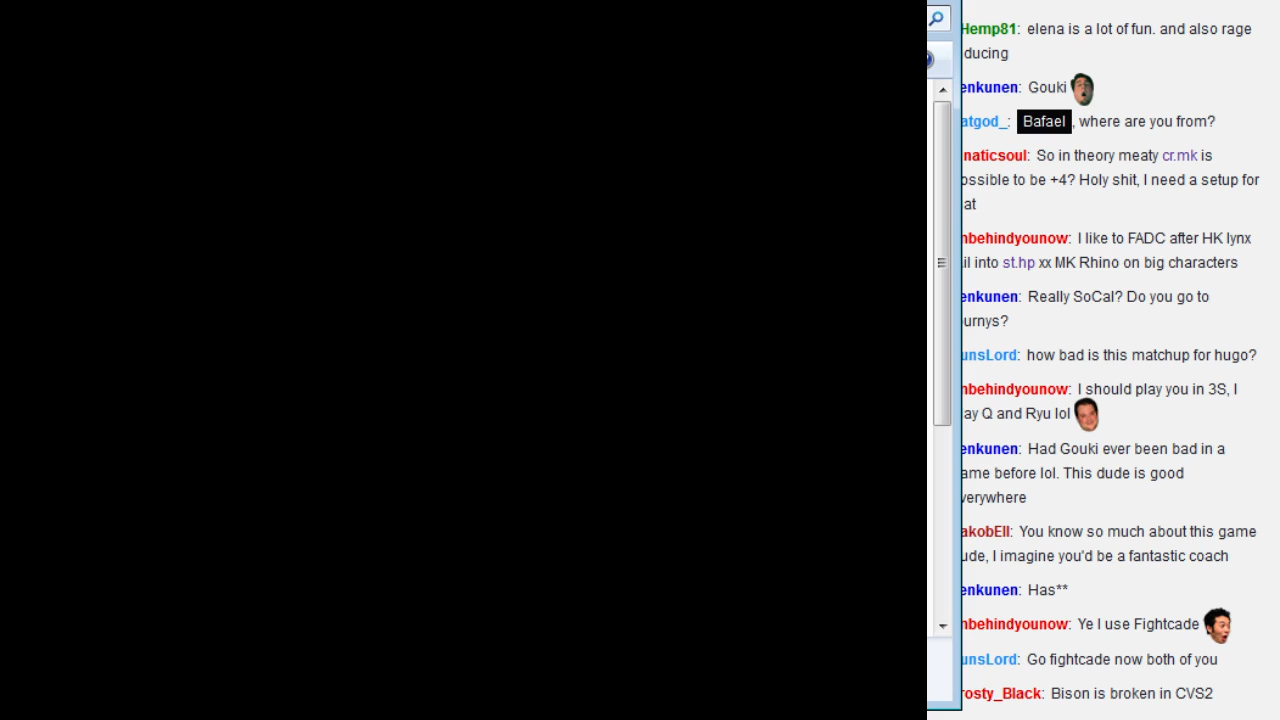 Hemp81: elena is a lot of fun. and also rage
ducing
enkunen: Gouki
atgod_: Bafael , where are you from?
naticsoul: So in theory meaty cr.mk is
ossible to be +4? Holy shit, I need a setup for
at
nbehindyounow: I like to FADC after HK lynx
il into st.hp xx MK Rhino on big characters
enkunen: Really SoCal? Do you go to
urnys?
unsLord: how bad is this matchup for hugo?
nbehindyounow: I should play you in 3S, I
ay Q and Ryu lol
enkunen: Had Gouki ever been bad in a
ame before lol. This dude is good
verywhere
akobEll: You know so much about this game
ude, I imagine you'd be a fantastic coach
enkunen: Has**
nbehindyounow: Ye I use Fightcade
unsLord: Go fightcade now both of you
rosty_Black: Bison is broken in CVS2